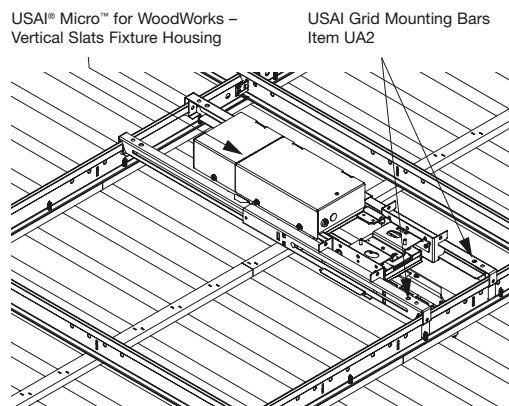 USAI® Micro™ for WoodWorks –
Vertical Slats Fixture Housing
USAI Grid Mounting Bars
Item UA2